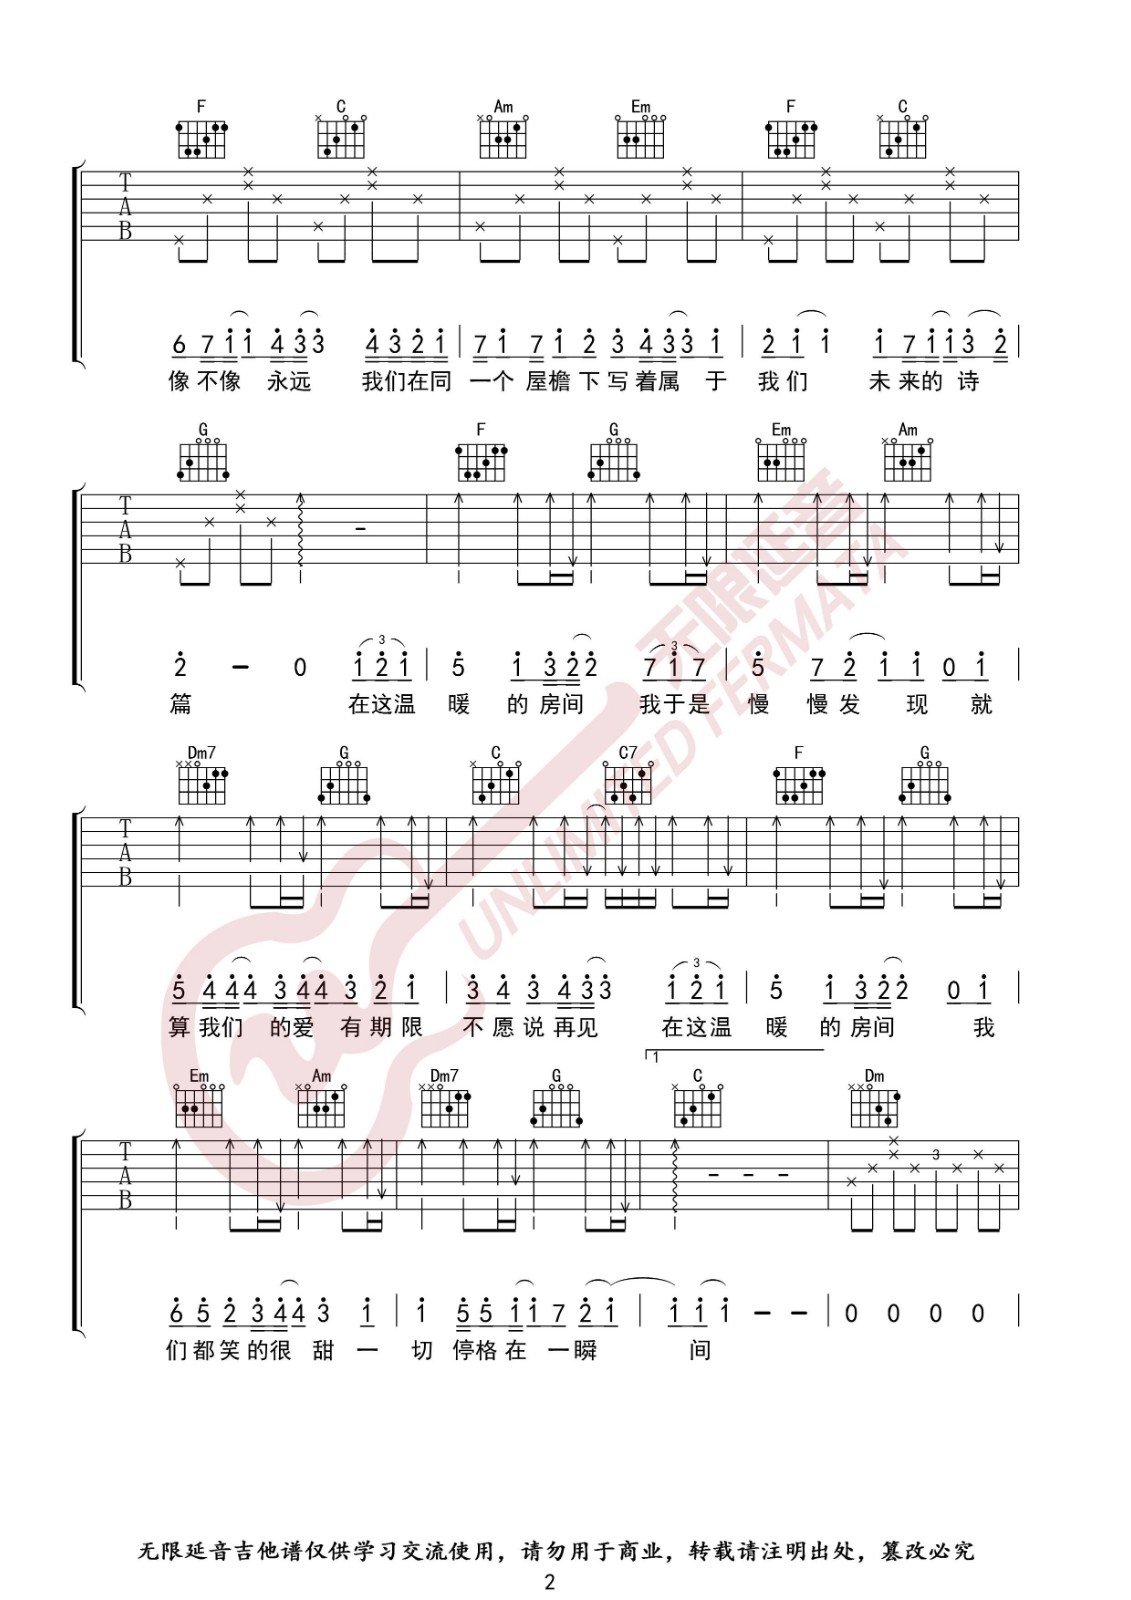 F C Am Em F C
T
A
B
6 7 1 1 4 3 3 4 3 2 1 7 1 7 1 2 3 4 3 3 1 2 1 1 1 7 1 1 3 2
像不像 永远 我们在同 一个 屋檐下写着属 于 我们 未来的诗
G F G Em Am
T
A
B
2 - 0 1 2 1 5 1 3 2 2 7 1 7 5 7 2 1 1 0 1
3 3
篇 在这温 暖 的房间 我于是 慢 慢发 现 就
Dm7 G C C7 F G
T
A
B
5 4 4 4 3 4 4 3 2 1 3 4 3 4 3 3 1 2 1 5 1 3 2 2 0 1
3
算我们 的爱 有期限 不愿说再见 在这温 暖 的房间 我
1
Em Am Dm7 G C Dm
T
A
B
- - - 3
6 5 2 3 4 4 3 1 1 5 5 1 1 7 2 1 1 1 1 - - 0 0 0 0
们都笑的很 甜 一 切 停格在 一瞬 间
无限延音
UNLIMITED FERMATA
无限延音吉他谱仅供学习交流使用，请勿用于商业，转载请注明出处，篡改必究
2